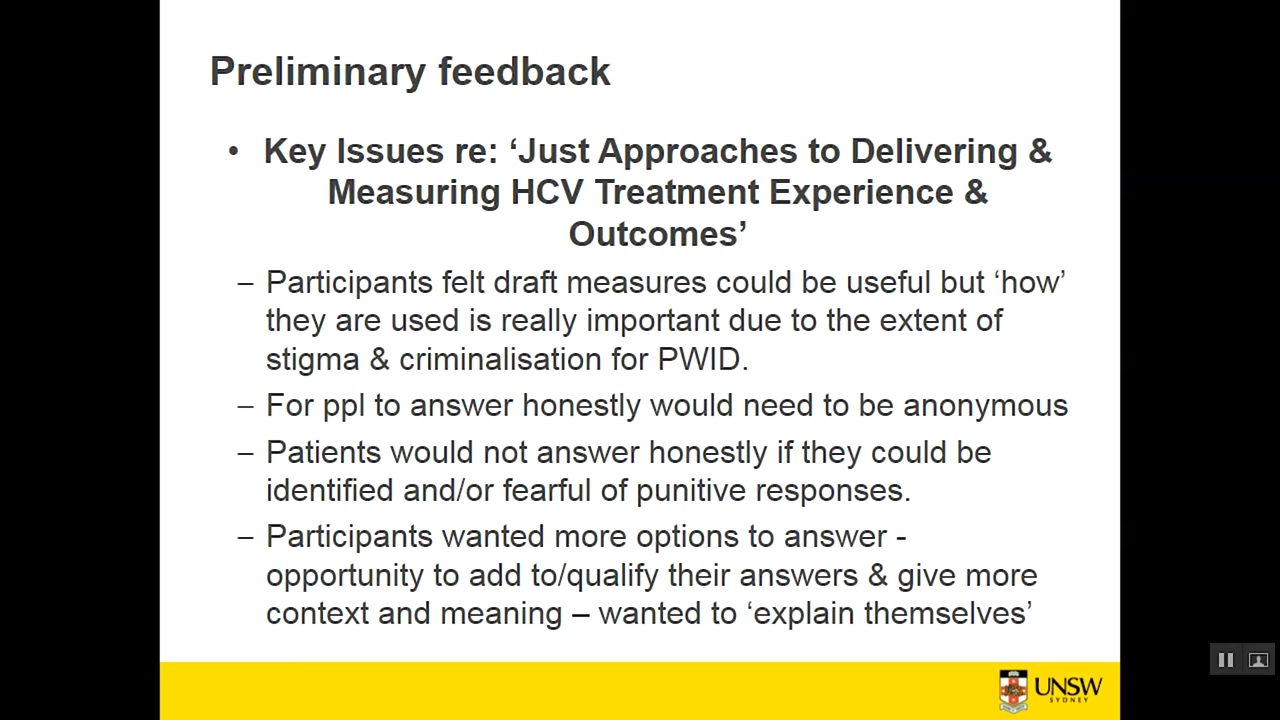 Preliminary feedback
• Key Issues re: ‘Just Approaches to Delivering &
Measuring HCV Treatment Experience &
Outcomes’
– Participants felt draft measures could be useful but ‘how’
they are used is really important due to the extent of
stigma & criminalisation for PWID.
– For ppl to answer honestly would need to be anonymous
– Patients would not answer honestly if they could be
identified and/or fearful of punitive responses.
– Participants wanted more options to answer -
opportunity to add to/qualify their answers & give more
context and meaning – wanted to ‘explain themselves’
UNSW
SYDNEY